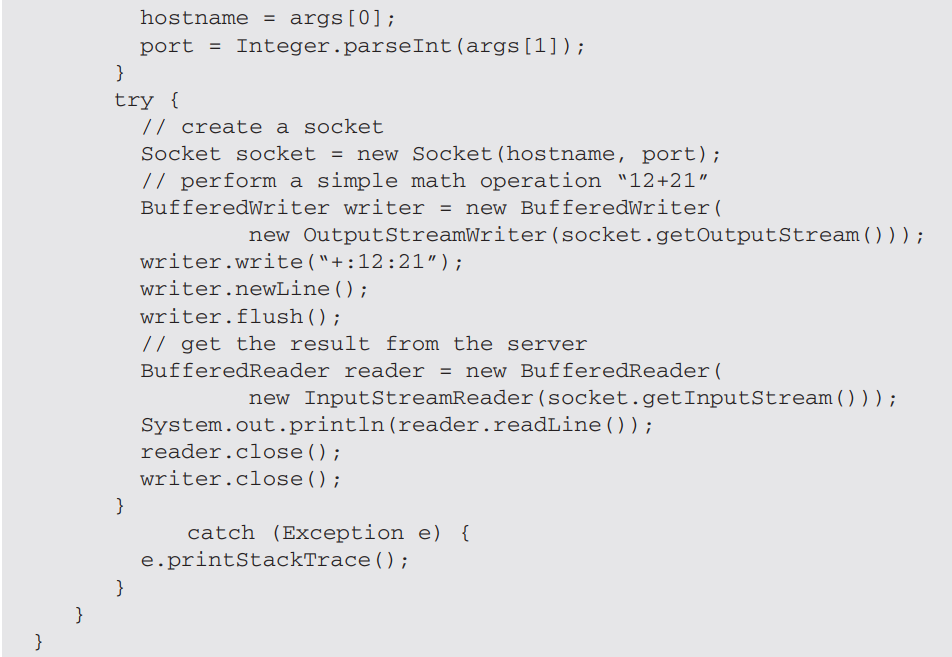 hostname = args[0];
port = Integer.parseInt(args[1]);
}
try {
// create a socket
Socket socket = new Socket(hostname, port);
// perform a simple math operation “12+21”
BufferedWriter writer = new BufferedWriter(
new OutputStreamWriter(socket.getOutputStream()));
writer.write(“+:12:21”);
writer.newLine();
writer.flush();
// get the result from the server
BufferedReader reader = new BufferedReader(
new InputStreamReader(socket.getInputStream()));
System.out.println(reader.readLine());
reader.close();
writer.close();
}
catch (Exception e) {
e.printStackTrace();
}
}
}